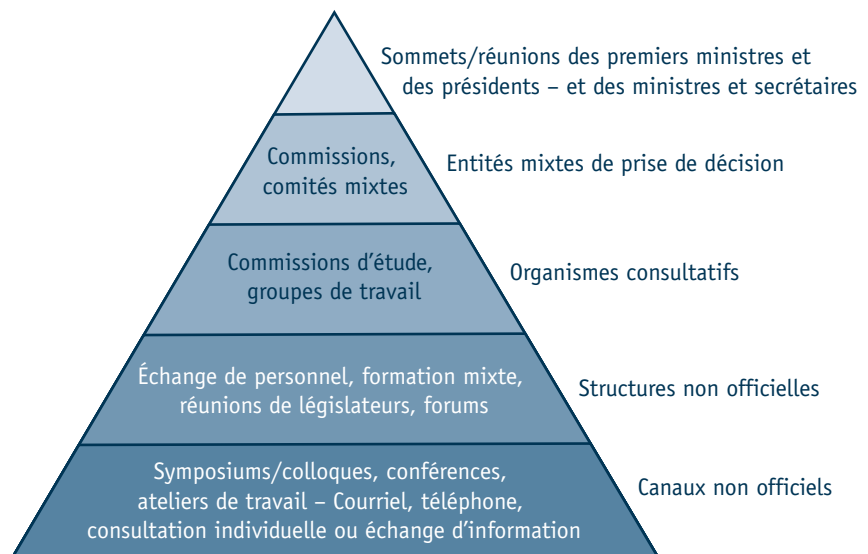 Sommets/réunions des premiers ministres et
des présidents – et des ministres et secrétaires
Commissions,
comités mixtes
Entités mixtes de prise de décision
Commissions d’étude,
groupes de travail
Organismes consultatifs
Échange de personnel, formation mixte,
réunions de législateurs, forums
Structures non officielles
Symposiums/colloques, conférences,
ateliers de travail – Courriel, téléphone,
consultation individuelle ou échange d’information
Canaux non officiels